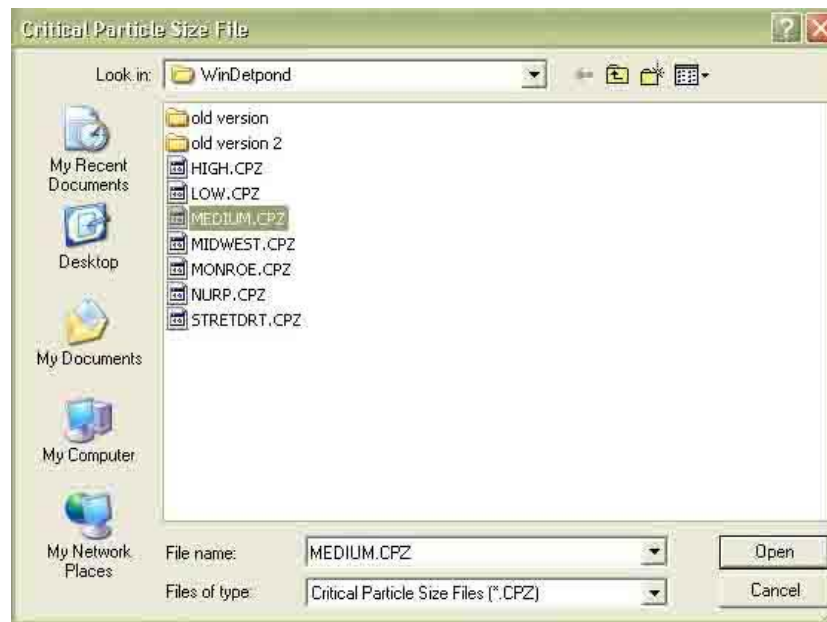 Critical Particle Size File
Look in: WinDetpond
My Recent
Documents
Desktop
My Documents
My Computer
My Network
Places
old version
old version 2
HIGH.CPZ
LOW.CPZ
MEDIUM.CPZ
MIDWEST.CPZ
MONROE.CPZ
NURP.CPZ
STRETDRT.CPZ
File name: MEDIUM.CPZ Open
Files of type: Critical Particle Size Files (*.CPZ) Cancel